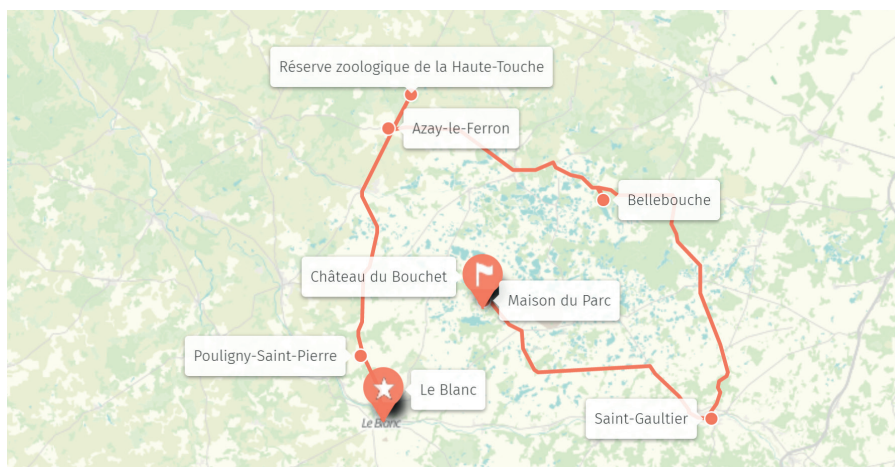 Réserve zoologique de la Haute-Touche
Azay-le-Ferron
Bellebouche
Château du Bouchet
Maison du Parc
Pouligny-Saint-Pierre
Le Blanc
Saint-Gaultier
Le Blanc